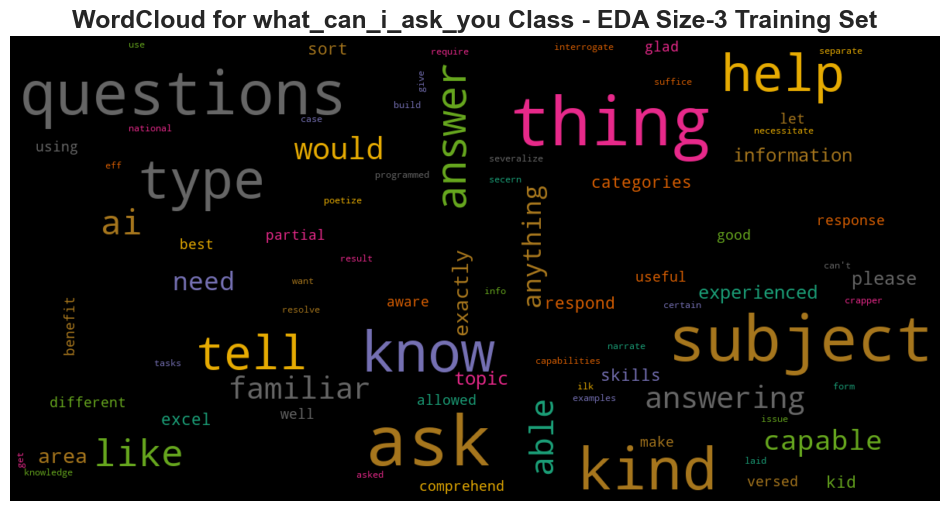 WordCloud for what_can_i_ask_you Class - EDA Size-3 Training Set
use
sort
require
interrogate
glad
separate
questions
thing
help
suffice
give
build
answer
case
let
national
necessitate
using
would
information
severalize
eff
type
programmed
secern
categories
poetize
anything
ai
response
best
partial
good
result
exactly
can't
need
want
info
useful
experienced
please
aware
respond
certain
crapper
benefit
resolve
tell
know
narrate
subject
tasks
capabilities
topic
skills
familiar
ilk
form
different
allowed
examples
answering
excel
well
able
issue
like
ask
make
capable
area
get
laid
knowledge
asked
kind
comprehend
versed
kid